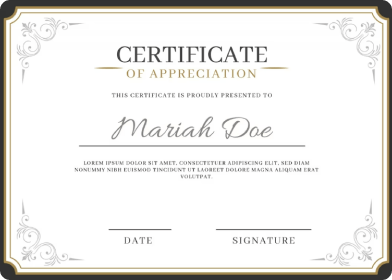 CERTIFICATE
OF APPRECIATION
THIS CERTIFICATE IS PROUDLY PRESENTED TO
Mariah Doe
LOREM IPSUM DOLOR SIT AMET, CONSECTETUER ADIPISCING ELIT, SED DIAM
NONUMMY NIBH EUISMOD TINCIDUNT UT LAOREET DOLORE MAGNA ALIQUAM ERAT
VOLUTPAT.
DATE
SIGNATURE